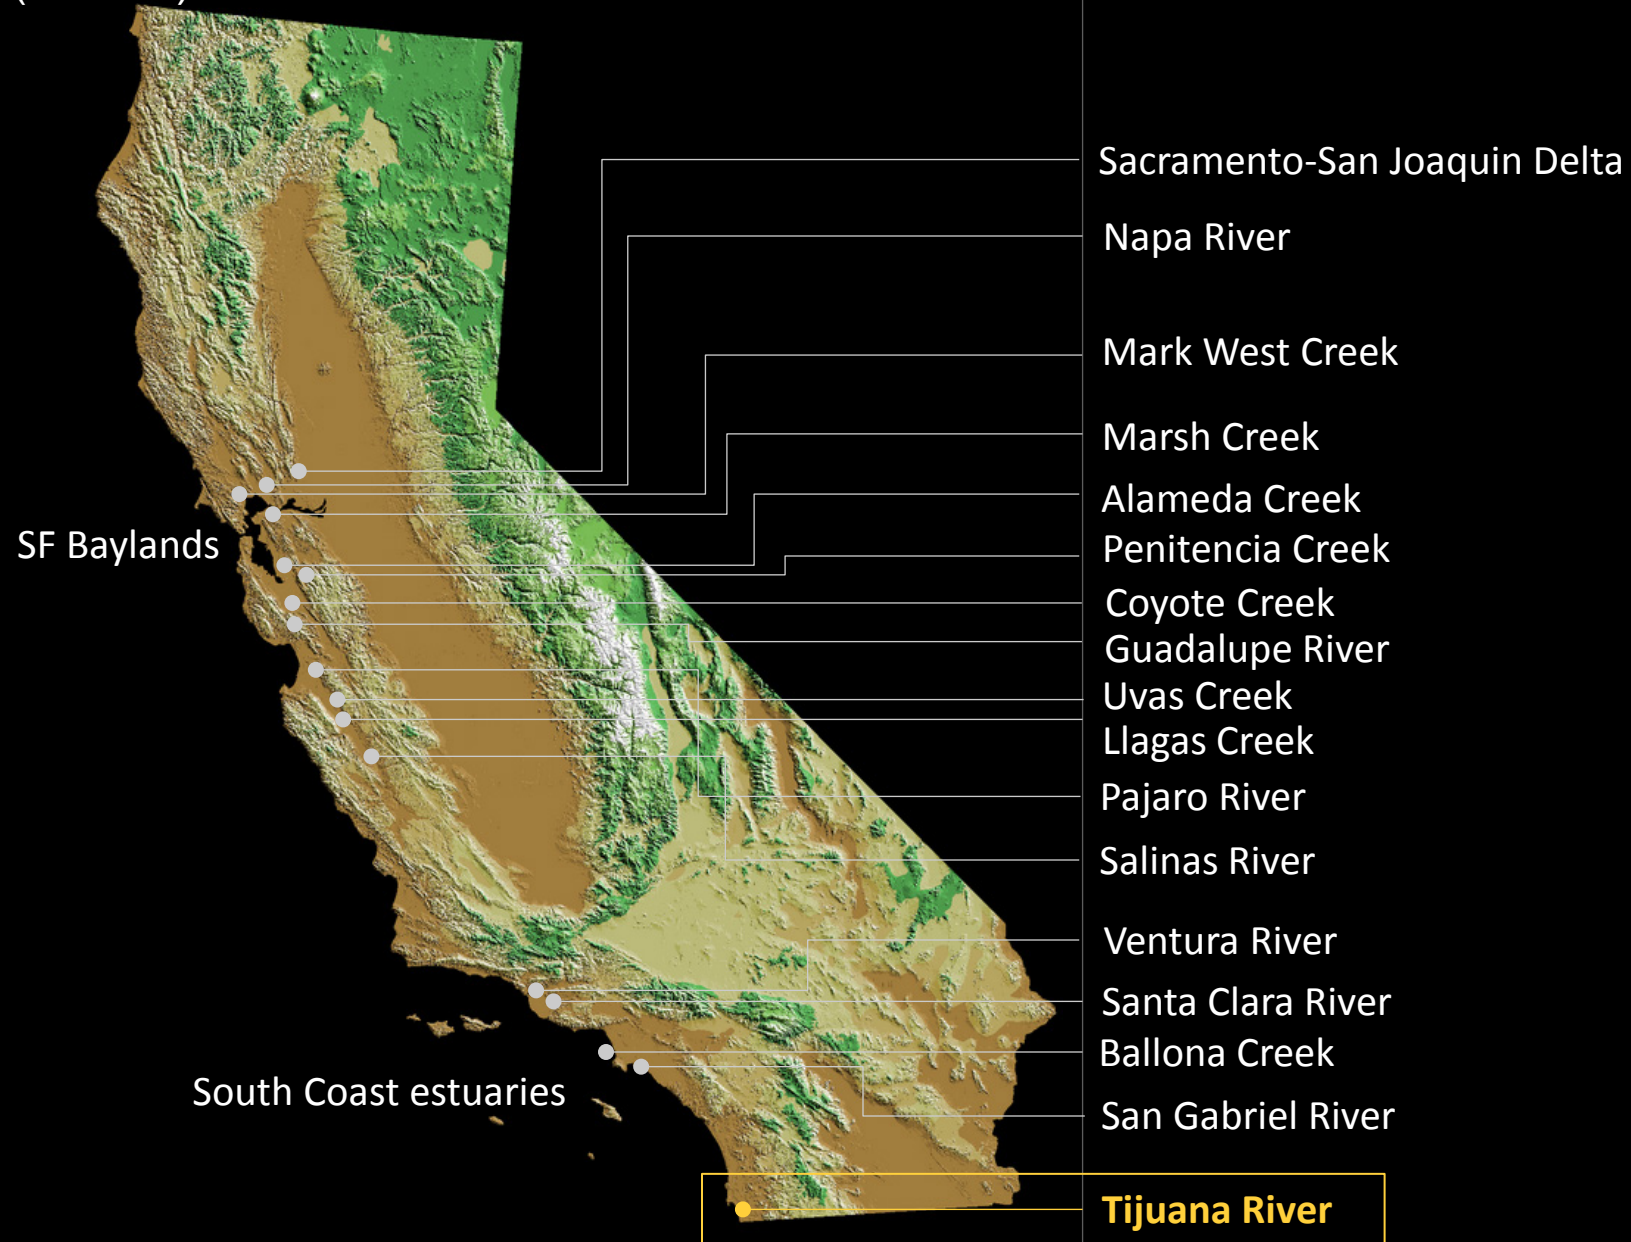 Sacramento-San Joaquin Delta
Napa River
Mark West Creek
Marsh Creek
Alameda Creek
SF Baylands
Penitencia Creek
Coyote Creek
Guadalupe River
Uvas Creek
Llagas Creek
Pajaro River
Salinas River
Ventura River
Santa Clara River
Ballona Creek
South Coast estuaries
San Gabriel River
Tijuana River